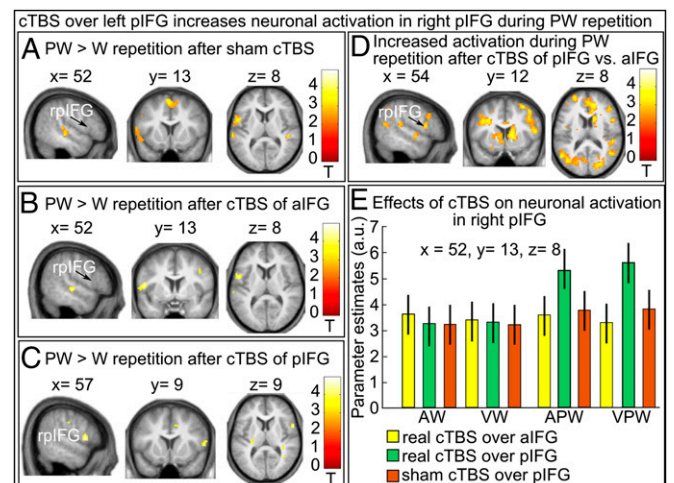 cTBS over left pIFG increases neuronal activation in right pIFG during PW repetition
A PW > W repetition after sham cTBS
x= 52 y= 13 z= 8
rpIFG
4
3
2
1
0
T
B PW > W repetition after cTBS of aIFG
x= 52 y= 13 z= 8
rpIFG
4
3
2
1
0
T
C PW > W repetition after cTBS of pIFG
x= 57 y= 9 z= 9
rpIFG
4
3
2
1
0
T
D Increased activation during PW
repetition after cTBS of pIFG vs. aIFG
x= 54 y= 12 z= 8
rpIFG
4
3
2
1
0
T
E Effects of cTBS on neuronal activation
in right pIFG
x = 52, y= 13, z= 8
Parameter estimates (a.u.)
7
6
5
4
3
2
1
0
AW VW APW VPW
real cTBS over aIFG
real cTBS over pIFG
sham cTBS over pIFG